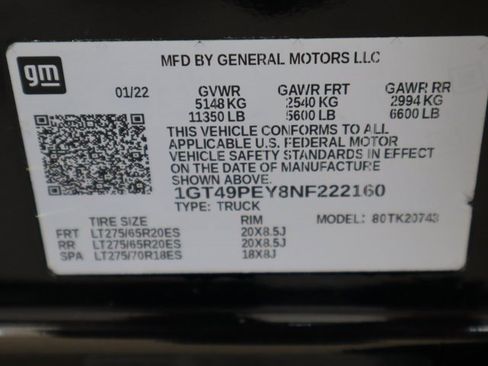 gm
MFD BY GENERAL MOTORS LLC
01/22 GVWR GAWR FRT GAWR RR
5148 KG 2540 KG 2994 KG
11350 LB 5600 LB 6600 LB
THIS VEHICLE CONFORMS TO ALL
APPLICABLE U.S. FEDERAL MOTOR
VEHICLE SAFETY STANDARDS IN EFFECT
ON THE DATE OF MANUFACTURE
SHOWN ABOVE.
1GT49PEY8NF222160
TYPE: TRUCK MODEL: 80TK20743
TIRE SIZE RIM
FRT LT275/65R20ES 20X8.5J
RR LT275/65R20ES 20X8.5J
SPA LT275/70R18ES 18X8J